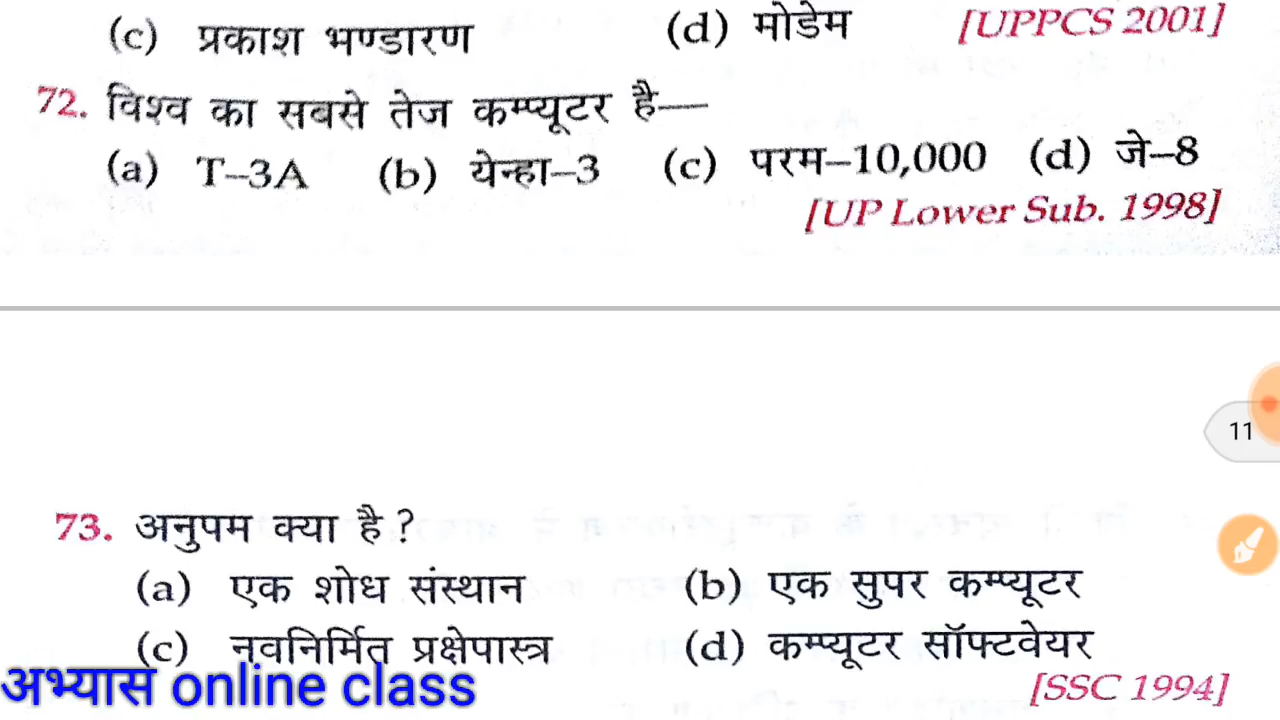 (c) प्रकाश भण्डारण (d) मोडेम [UPPCS 2001]
72. विश्व का सबसे तेज कम्प्यूटर है—
(a) T–3A (b) येन्हा–3 (c) परम–10,000 (d) जे–8
[UP Lower Sub. 1998]
11
73. अनुपम क्या है ?
(a) एक शोध संस्थान (b) एक सुपर कम्प्यूटर
(c) नवनिर्मित प्रक्षेपास्त्र (d) कम्प्यूटर सॉफ्टवेयर
अभ्यास online class [SSC 1994]